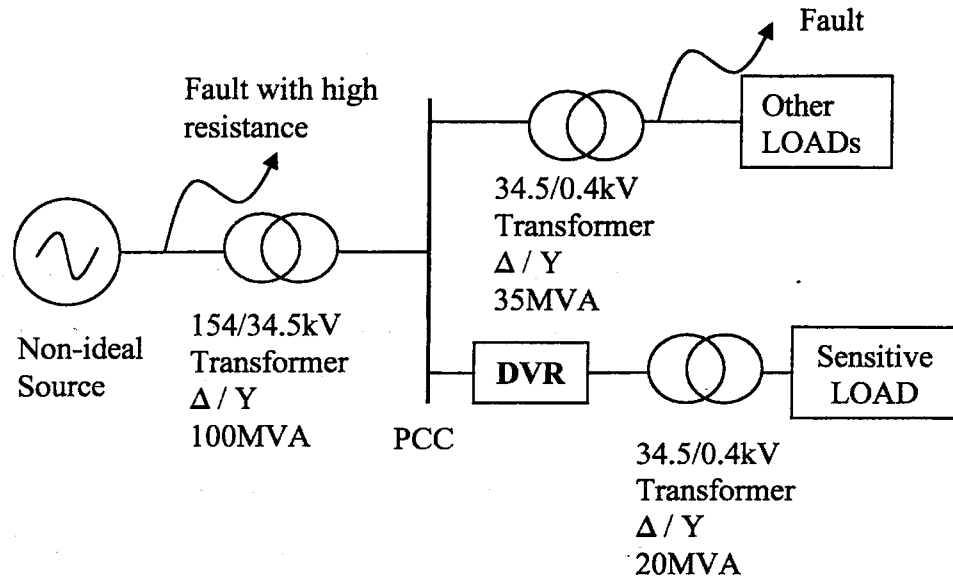 Fault
Fault with high
resistance
Other
LOADs
34.5/0.4kV
Transformer
Δ / Y
35MVA
Non-ideal
Source
154/34.5kV
Transformer
Δ / Y
100MVA
PCC
DVR
Sensitive
LOAD
34.5/0.4kV
Transformer
Δ / Y
20MVA